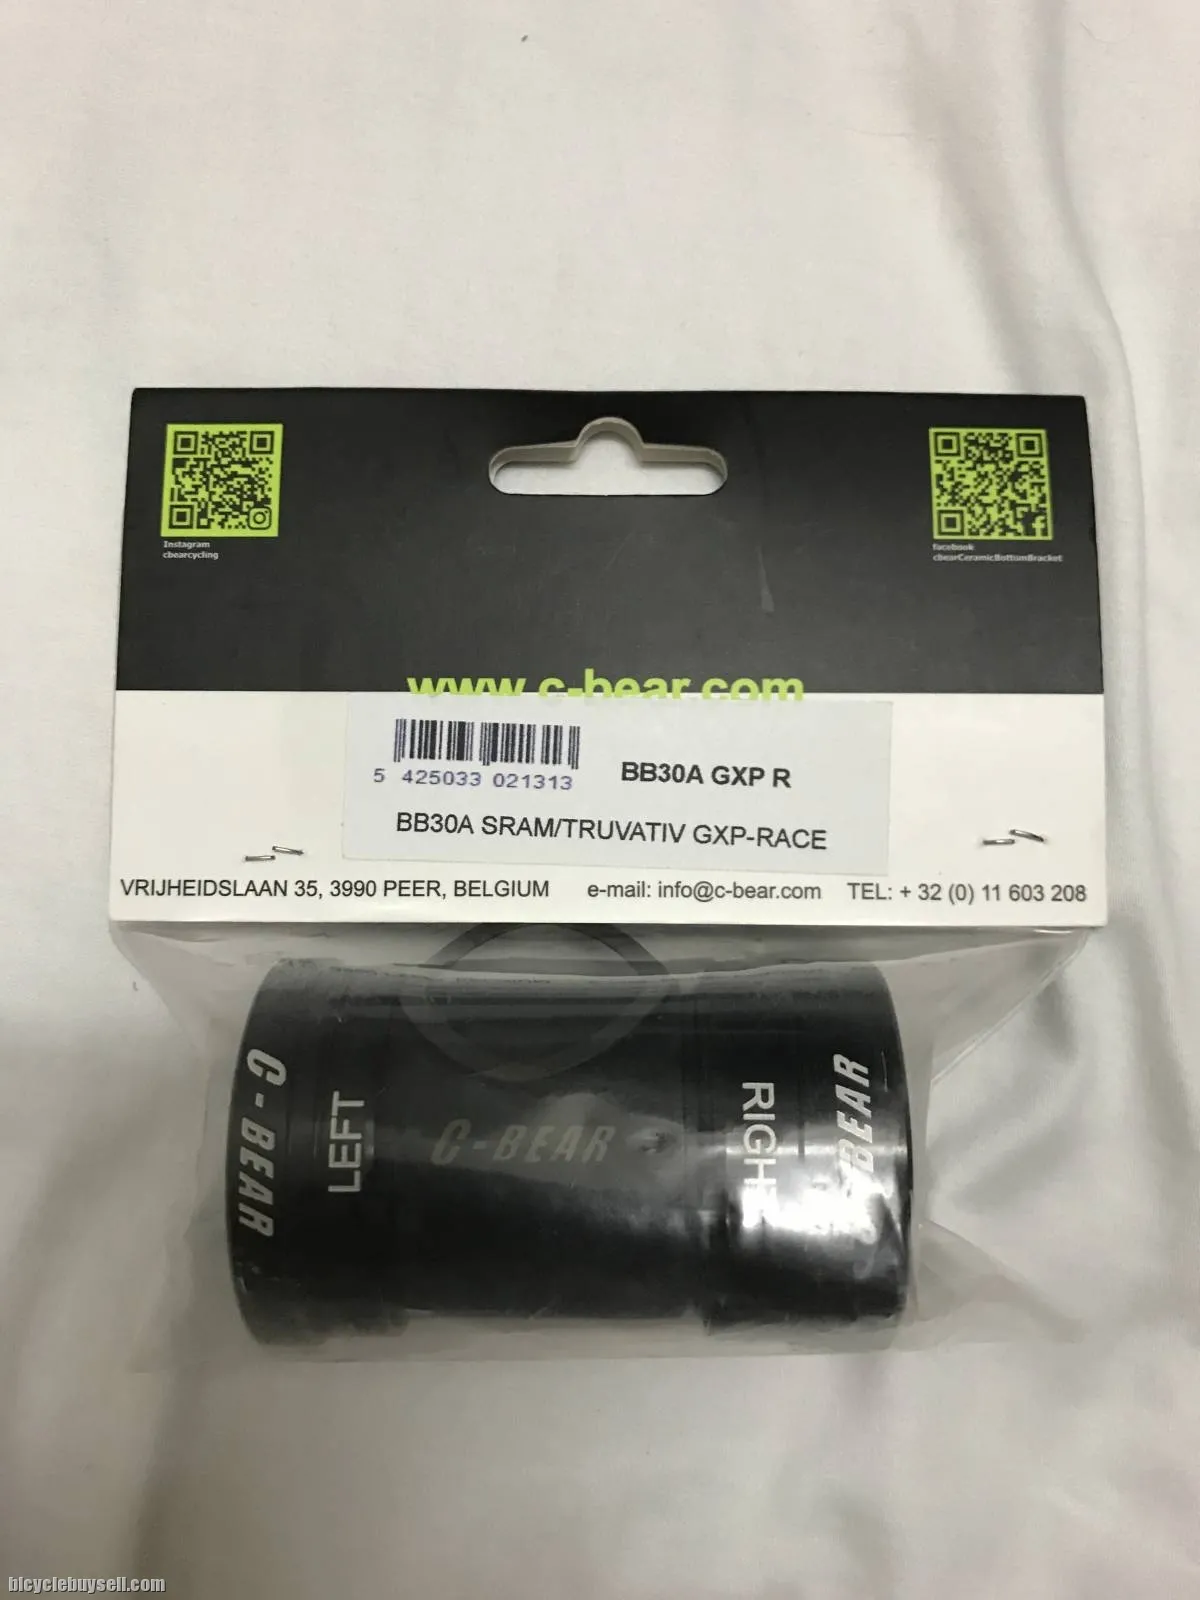 Instagram
cbearcycling
facebook
cbearCeramicBottomBracket
www.c-bear.com
5 425033 021313
BB30A GXP R
BB30A SRAM/TRUVATIV GXP-RACE
VRIJHEIDSLAAN 35, 3990 PEER, BELGIUM e-mail: info@c-bear.com TEL: + 32 (0) 11 603 208
C-BEAR
LEFT
C-BEAR
RIGHT
C-BEAR
bicyclebuysell.com